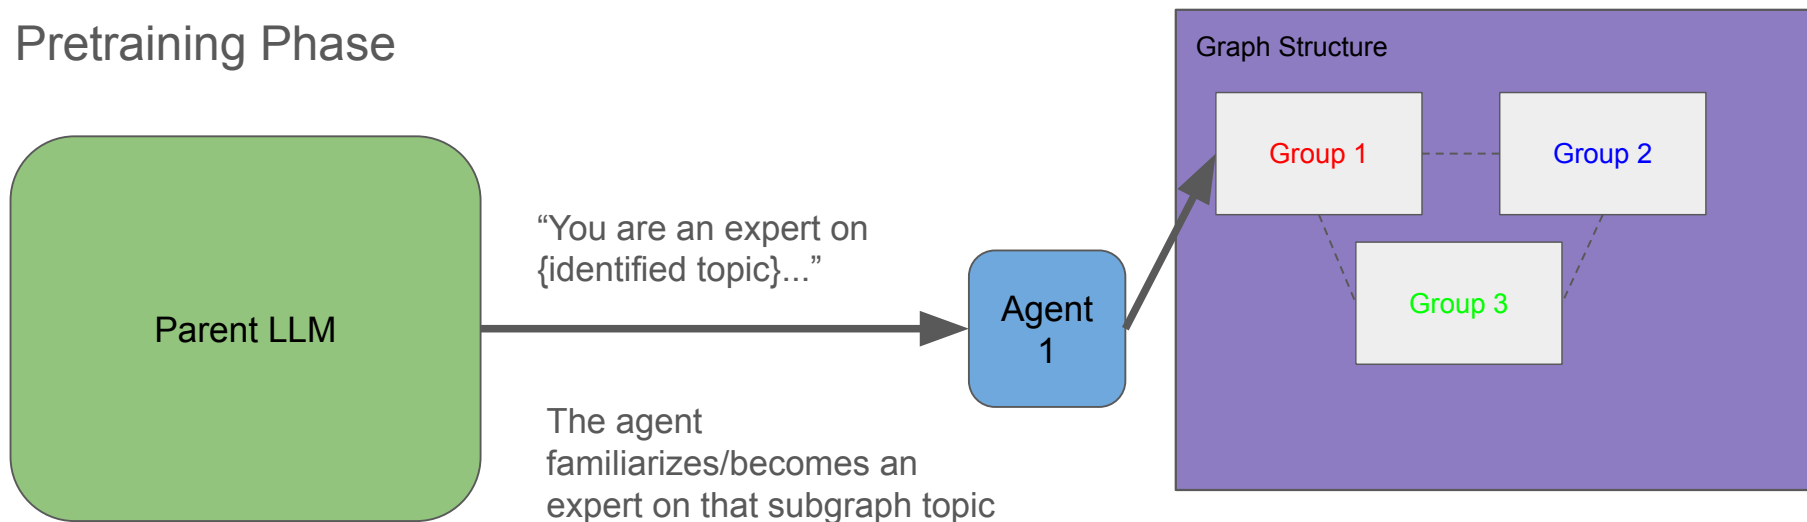 Pretraining Phase
Graph Structure
Group 1
Group 2
Group 3
“You are an expert on
{identified topic}...”
Parent LLM
Agent
1
The agent
familiarizes/becomes an
expert on that subgraph topic